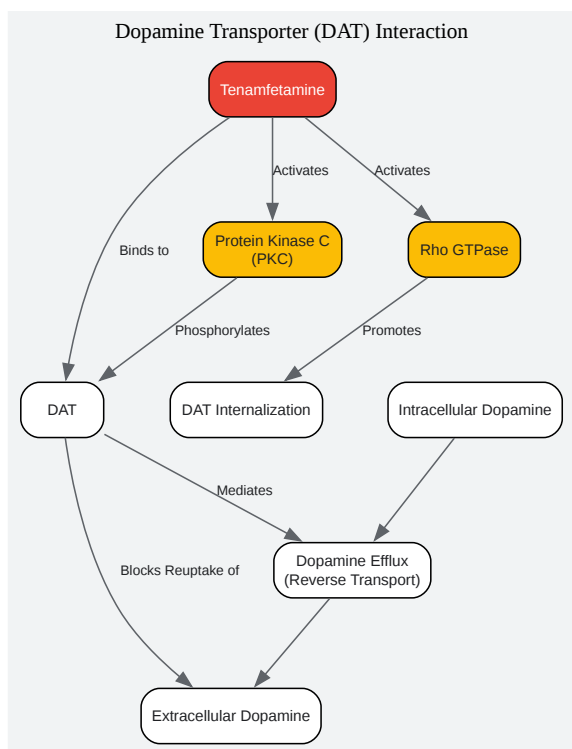 Dopamine Transporter (DAT) Interaction
Tenamfetamine
Activates
Activates
Binds to
Protein Kinase C
(PKC)
Rho GTPase
Phosphorylates
Promotes
DAT
DAT Internalization
Intracellular Dopamine
Mediates
Blocks Reuptake of
Dopamine Efflux
(Reverse Transport)
Extracellular Dopamine